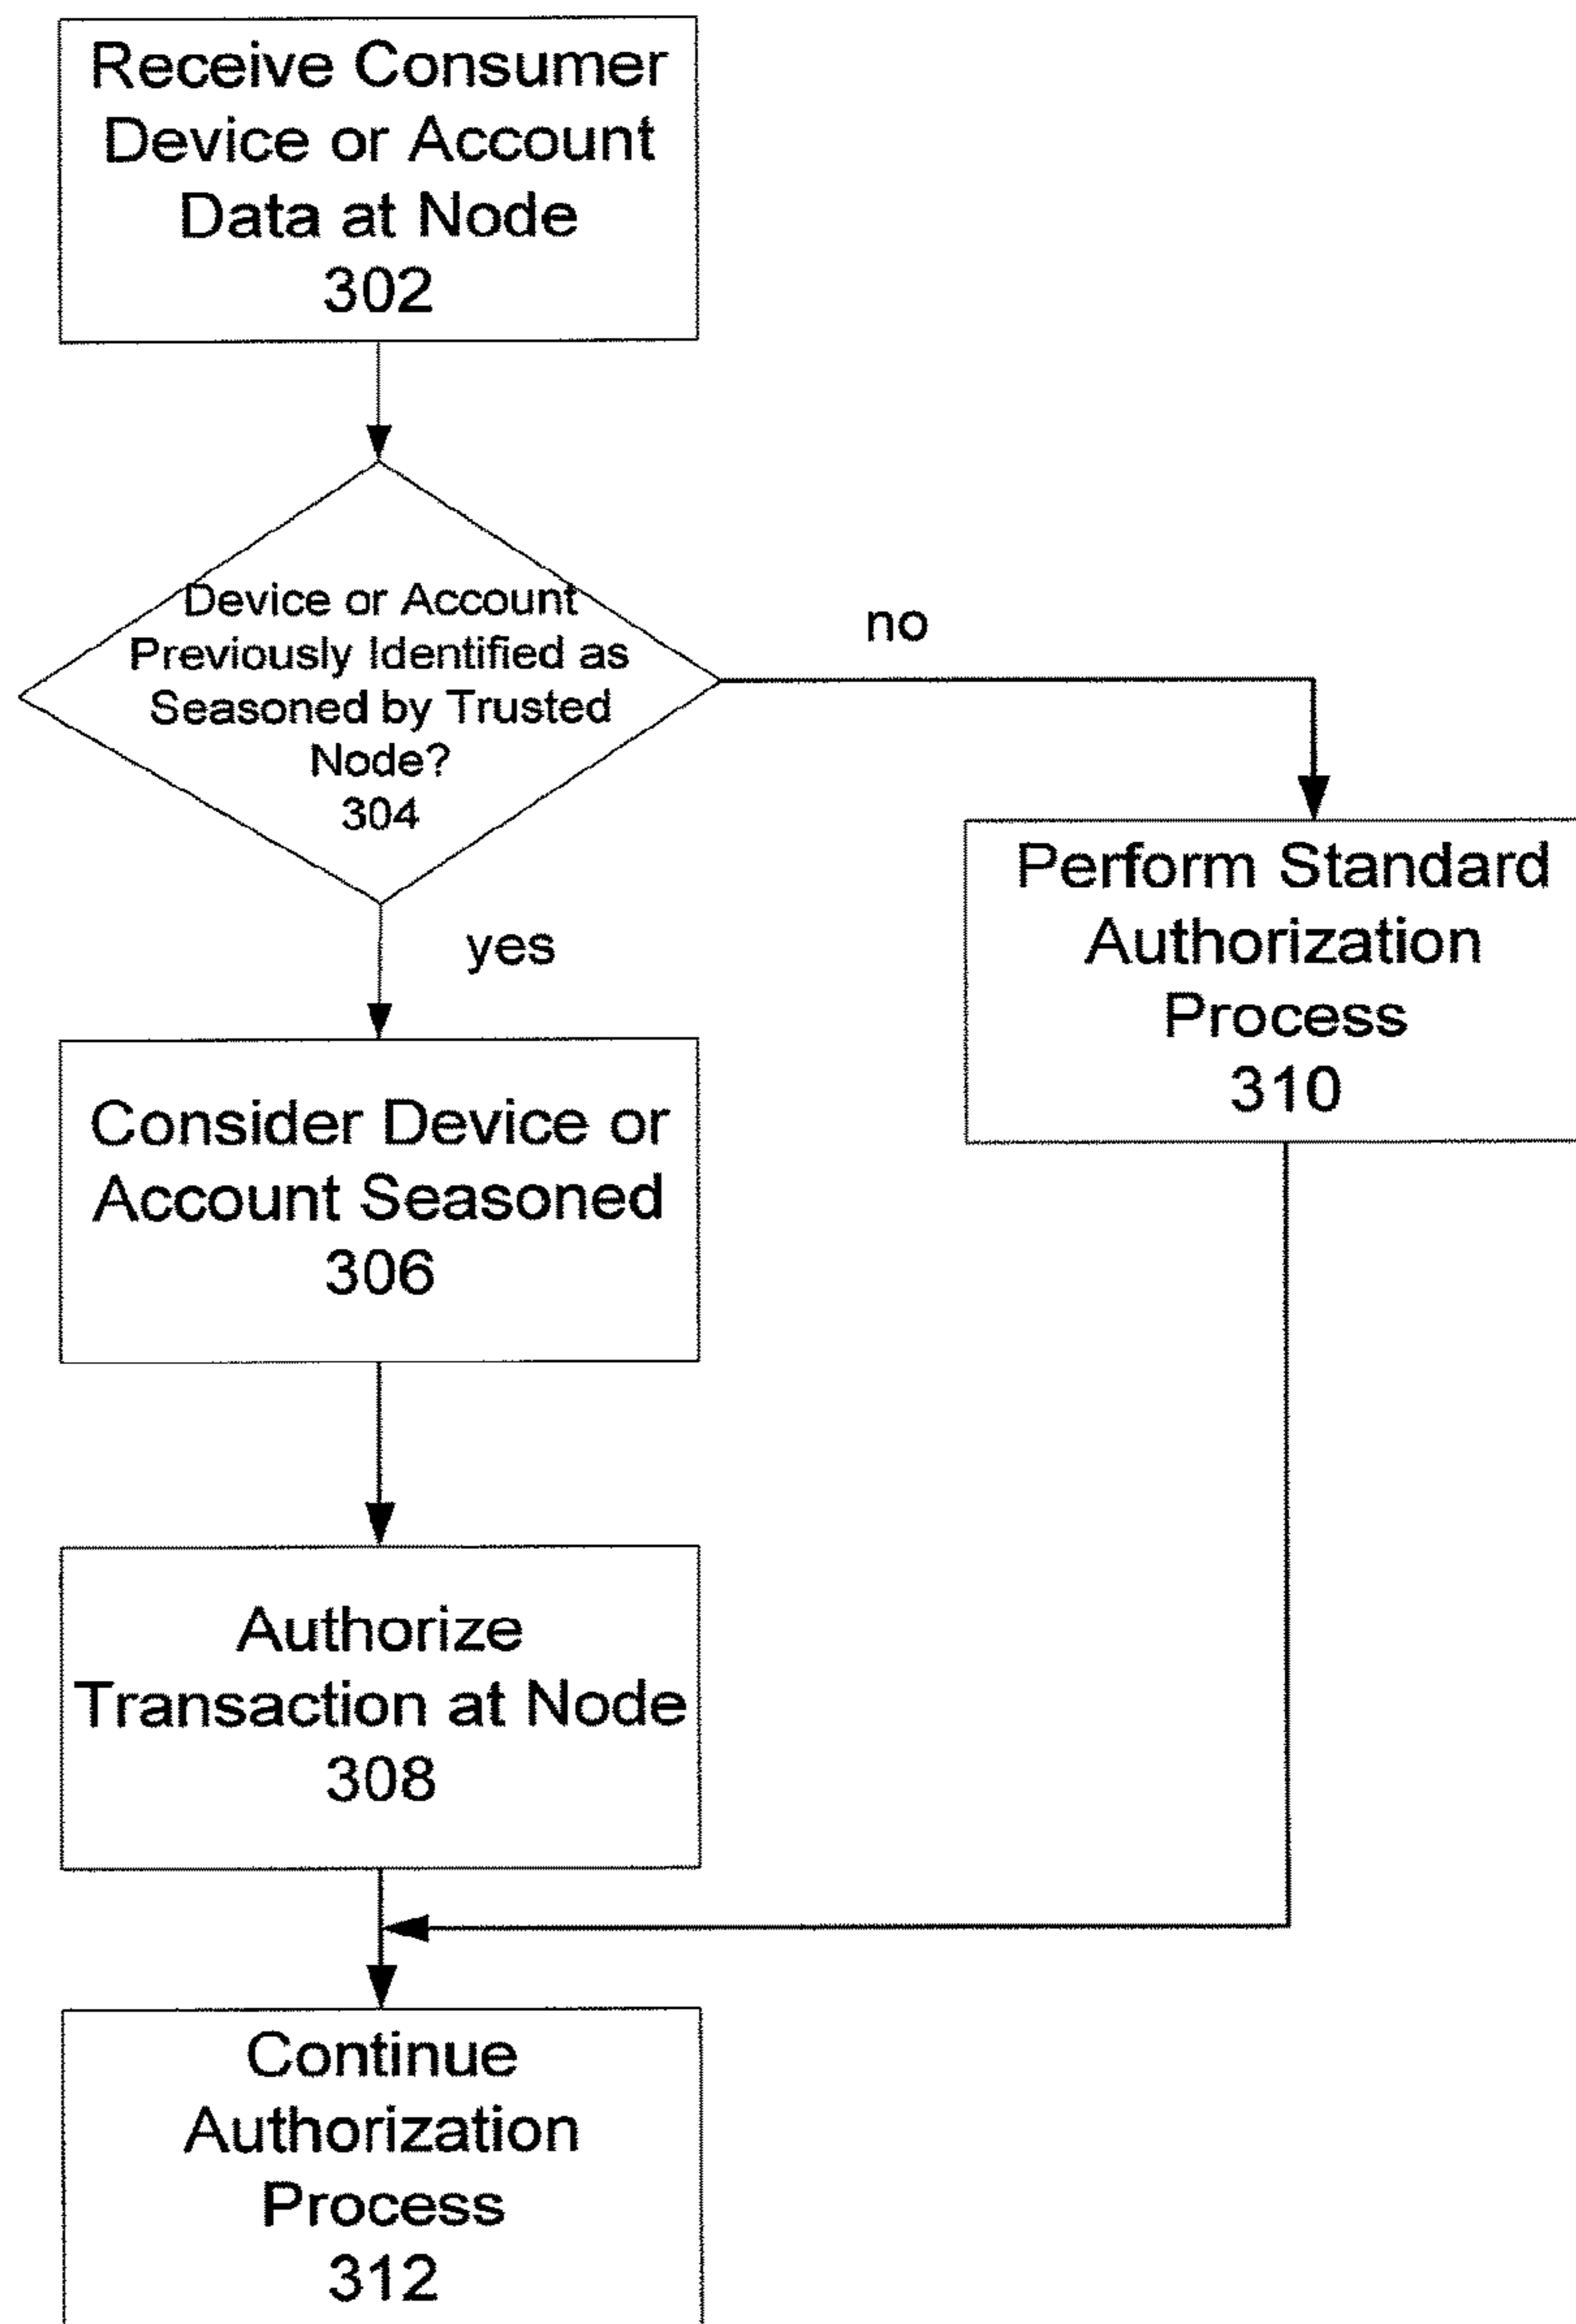 Receive Consumer
Device or Account
Data at Node
302
Device or Account
Previously Identified as
Seasoned by Trusted
Node?
304
no
yes
Perform Standard
Authorization
Process
310
Consider Device or
Account Seasoned
306
Authorize
Transaction at Node
308
Continue
Authorization
Process
312